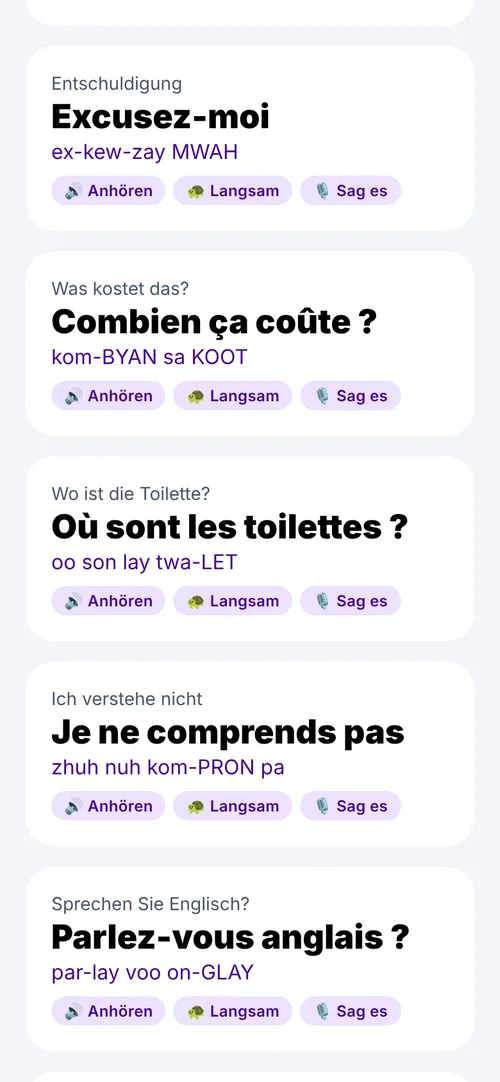 Entschuldigung
Excusez-moi
ex-kew-zay MWAH
🔊 Anhören 🐢 Langsam 🎙️ Sag es
Was kostet das?
Combien ça coûte ?
kom-BYAN sa KOOT
🔊 Anhören 🐢 Langsam 🎙️ Sag es
Wo ist die Toilette?
Où sont les toilettes ?
oo son lay twa-LET
🔊 Anhören 🐢 Langsam 🎙️ Sag es
Ich verstehe nicht
Je ne comprends pas
zhuh nuh kom-PRON pa
🔊 Anhören 🐢 Langsam 🎙️ Sag es
Sprechen Sie Englisch?
Parlez-vous anglais ?
par-lay voo on-GLAY
🔊 Anhören 🐢 Langsam 🎙️ Sag es